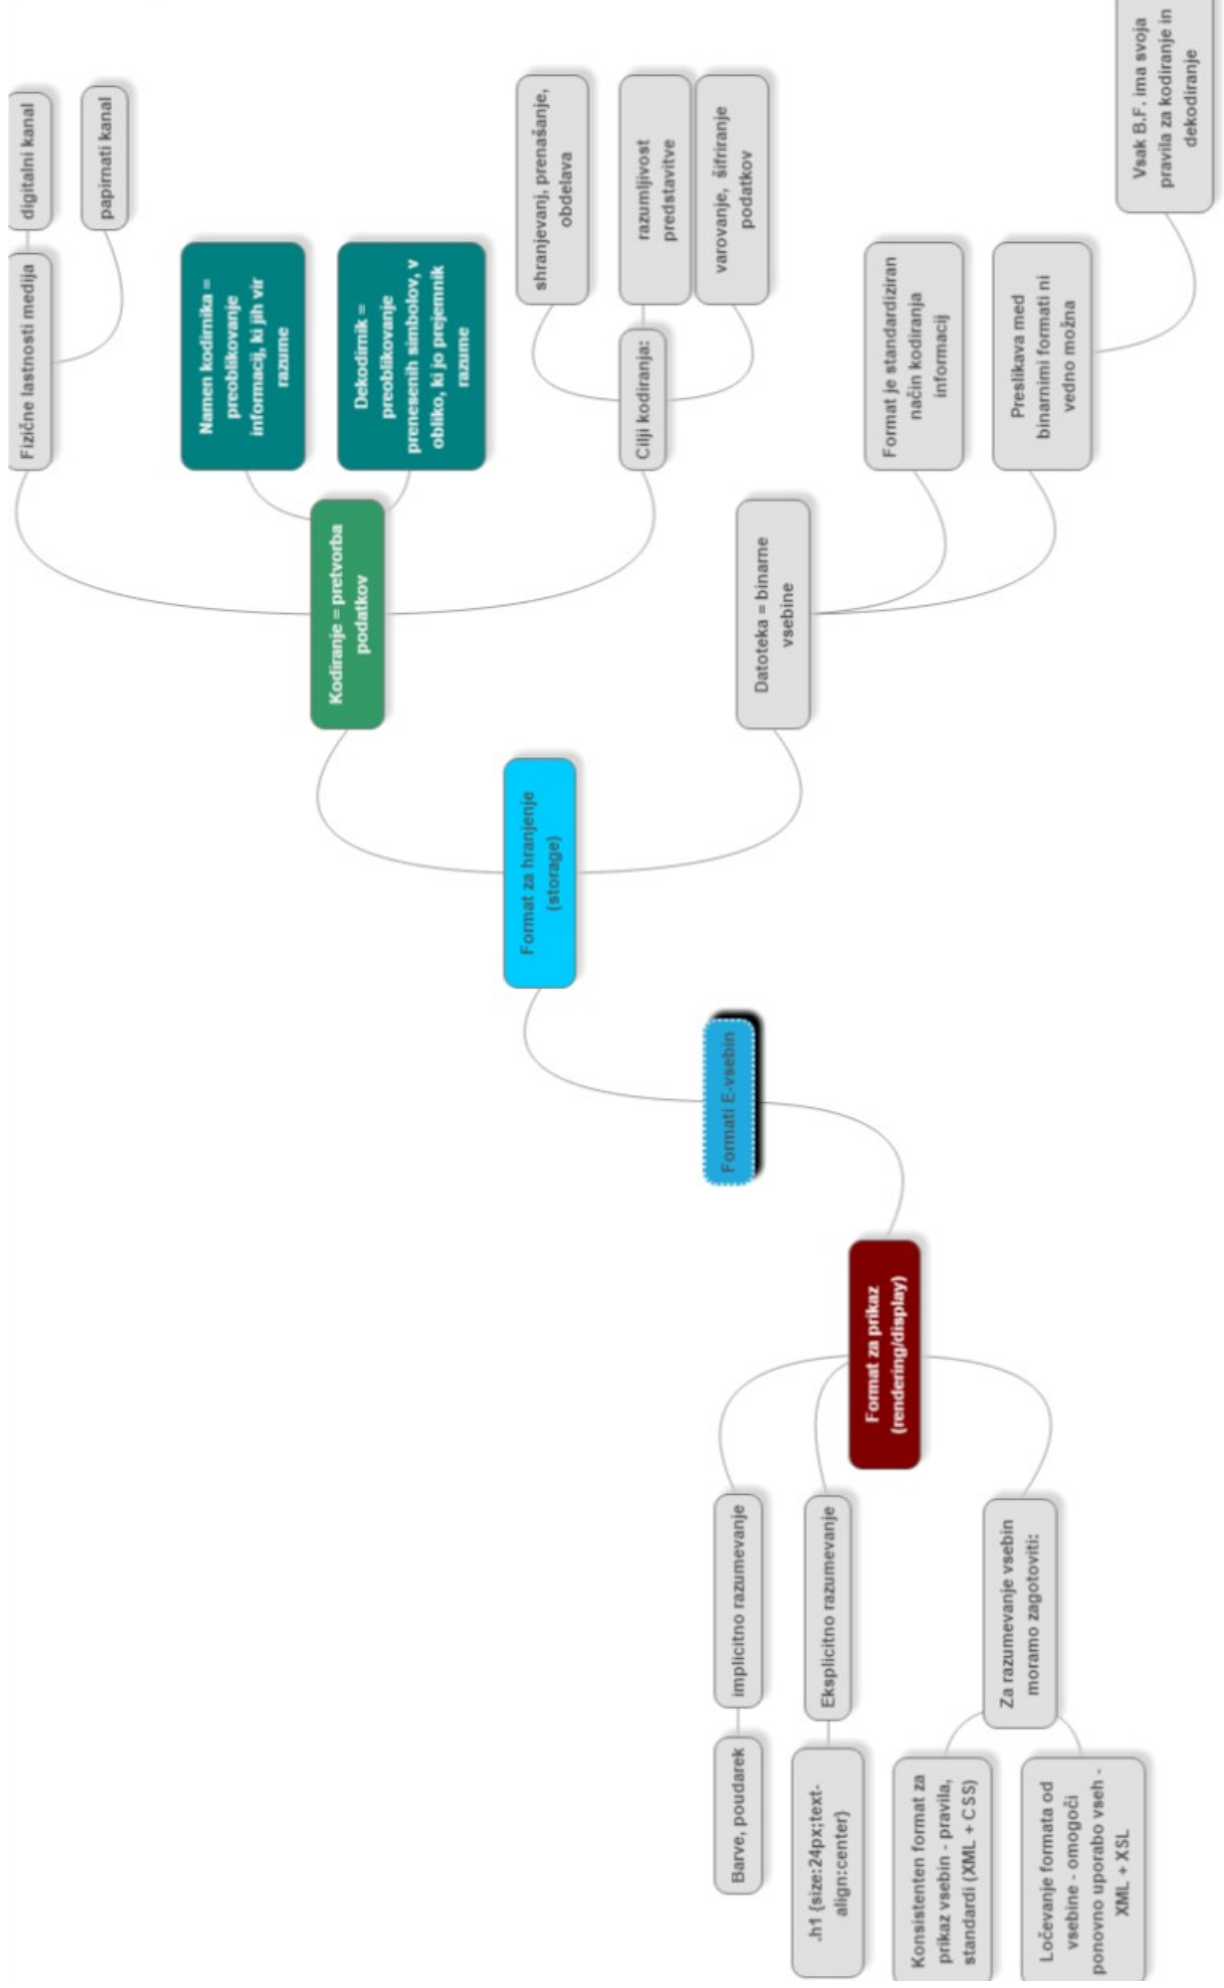 Formati E-vsebin
Format za hranjenje
(storage)
Kodiranje = pretvorba
podatkov
Fizične lastnosti medija
digitalni kanal
papirnati kanal
Namen kodirnika =
preoblikovanje
informacij, ki jih vir
razume
Dekodirnik =
preoblikovanje
prenesenih simbolov, v
obliko, ki jo prejemnik
razume
Cilji kodiranja:
shranjevanj, prenašanje,
obdelava
razumljivost
predstavitve
varovanje, šifriranje
podatkov
Datoteka = binarne
vsebine
Format je standardiziran
način kodiranja
informacij
Preslikava med
binarnimi formati ni
vedno možna
Vsak B.F. ima svoja
pravila za kodiranje in
dekodiranje
Format za prikaz
(rendering/display)
implicitno razumevanje
Barve, poudarek
Eksplicitno razumevanje
.h1 {size:24px;text-
align:center}
Za razumevanje vsebin
moramo zagotoviti:
Konsistenten format za
prikaz vsebin - pravila,
standardi (XML + CSS)
Ločevanje formata od
vsebine - omogoči
ponovno uporabo vseh -
XML + XSL